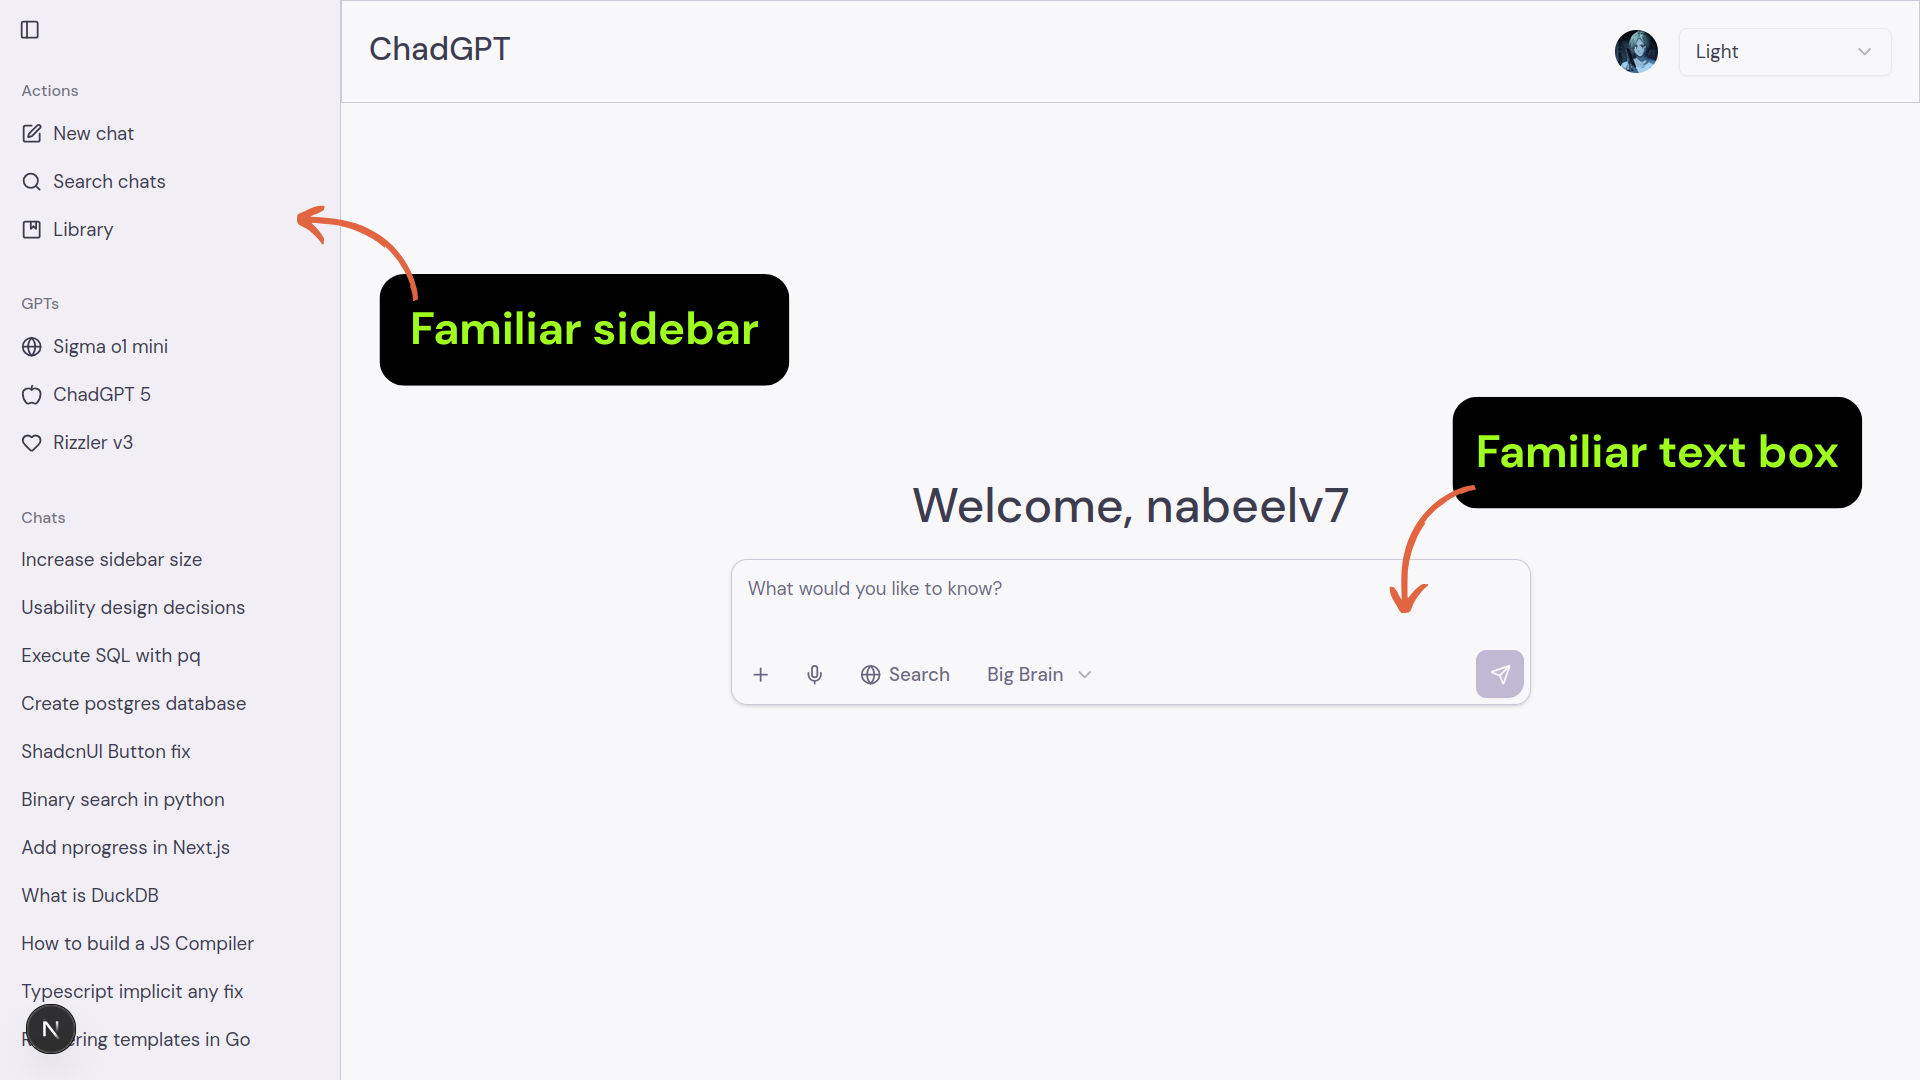 ChadGPT
Light
Actions
New chat
Search chats
Library
GPTs
Sigma o1 mini
ChadGPT 5
Rizzler v3
Chats
Increase sidebar size
Usability design decisions
Execute SQL with pq
Create postgres database
ShadcnUI Button fix
Binary search in python
Add nprogress in Next.js
What is DuckDB
How to build a JS Compiler
Typescript implicit any fix
templates in Go
N
Familiar sidebar
Familiar text box
Welcome, nabeelv7
What would you like to know?
Search
Big Brain